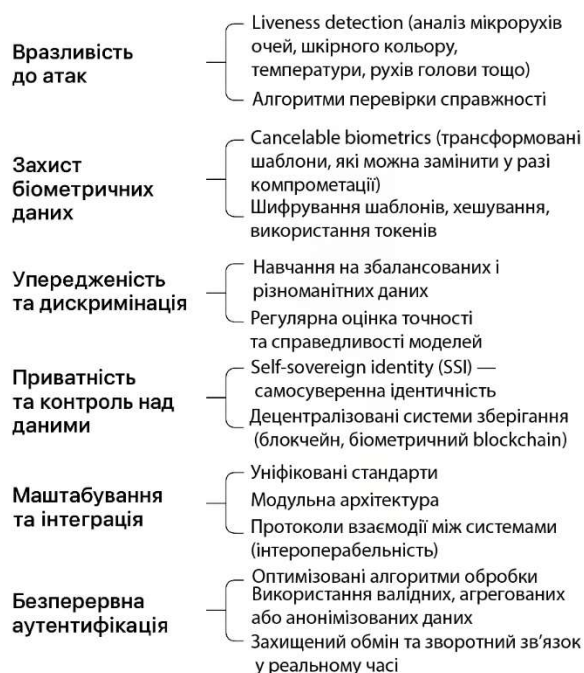 Вразливість
до атак
Liveness detection (аналіз мікрорухів
очей, шкірного кольору,
температури, рухів голови тощо)
Алгоритми перевірки справжності
Захист
біометричних
даних
Cancelable biometrics (трансформовані
шаблони, які можна замінити у разі
компрометації)
Шифрування шаблонів, хешування,
використання токенів
Упередженість
та дискримінація
Навчання на збалансованих і
різноманітних даних
Регулярна оцінка точності
та справедливості моделей
Приватність
та контроль над
даними
Self-sovereign identity (SSI) —
самосуверенна ідентичність
Децентралізовані системи зберігання
(блокчейн, біометричний blockchain)
Маштабування
та інтеграція
Уніфіковані стандарти
Модульна архітектура
Протоколи взаємодії між системами
(інтероперабельність)
Безперервна
аутентифікація
Оптимізовані алгоритми обробки
Використання валідних, агрегованих
або анонімізованих даних
Захищений обмін та зворотний зв'язок
у реальному часі